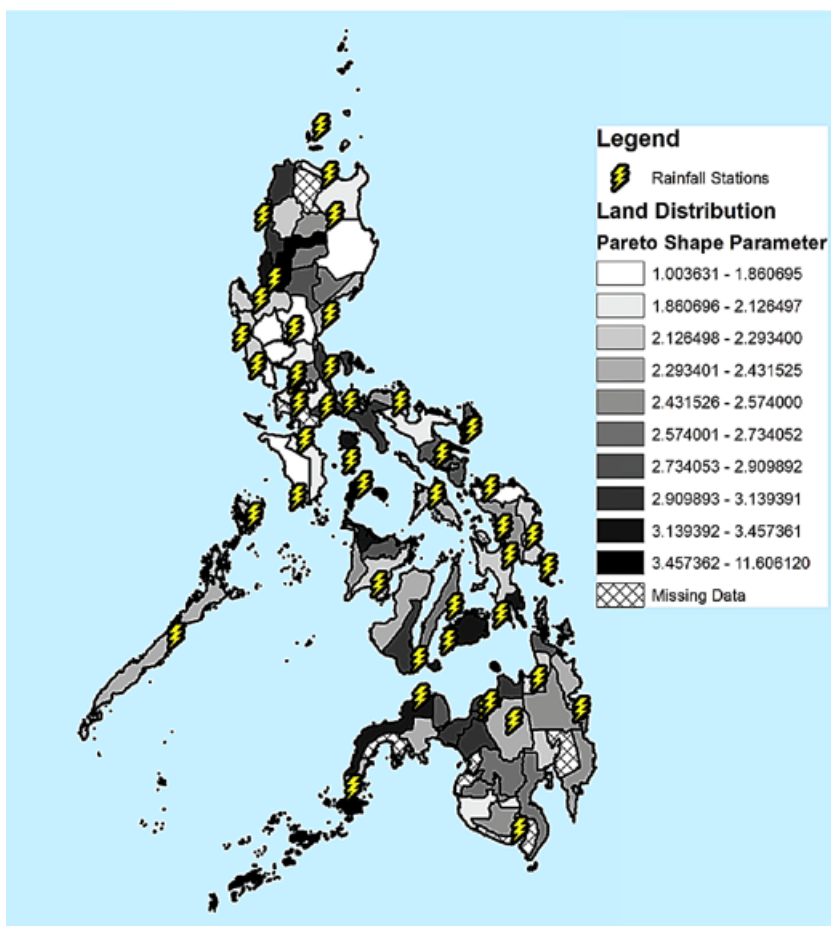 Legend
Rainfall Stations
Land Distribution
Pareto Shape Parameter
1.003631 - 1.860695
1.860696 - 2.126497
2.126498 - 2.293400
2.293401 - 2.431525
2.431526 - 2.574000
2.574001 - 2.734052
2.734053 - 2.909892
2.909893 - 3.139391
3.139392 - 3.457361
3.457362 - 11.606120
Missing Data